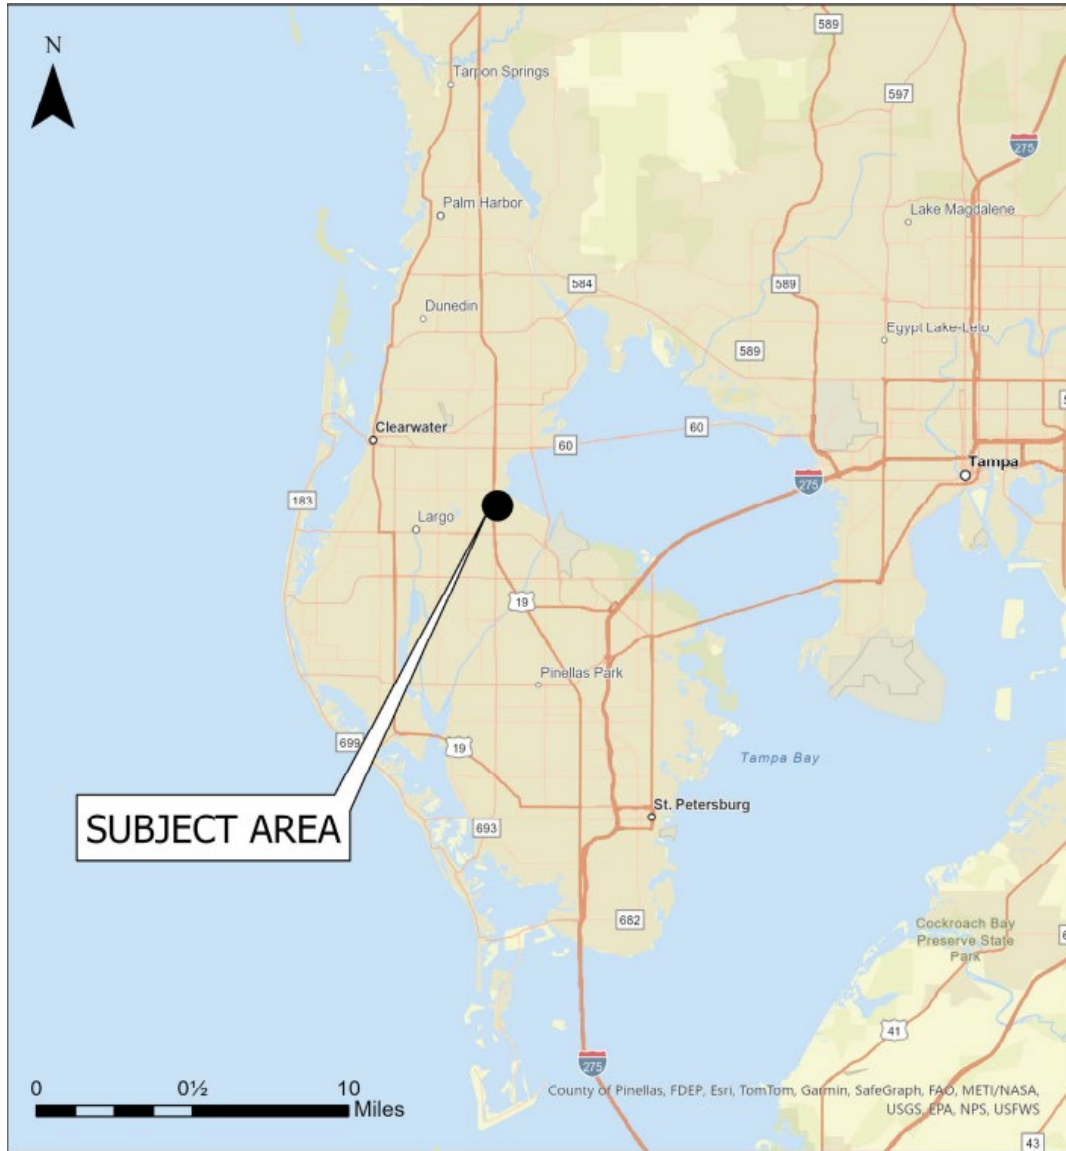 N
589
Tarpon Springs
597
275
Palm Harbor
Lake Magdalene
584
589
Dunedin
Egypt Lake-Leto
589
Clearwater
60
60
Tampa
275
183
Largo
19
Pinellas Park
699
19
Tampa Bay
SUBJECT AREA
St. Petersburg
693
682
Cockroach Bay
Preserve State
Park
41
275
0
0½
10
Miles
County of Pinellas, FDEP, Esri, TomTom, Garmin, SafeGraph, FAO, METI/NASA,
USGS, EPA, NPS, USFWS
43